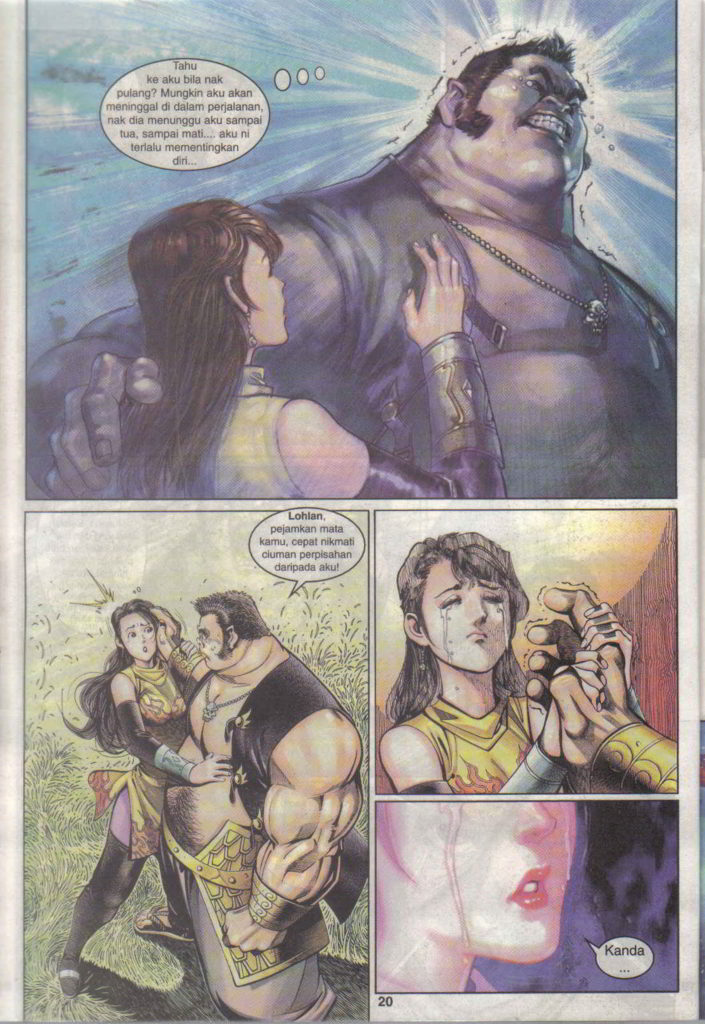 Tahu
ke aku bila nak
pulang? Mungkin aku akan
meninggal di dalam perjalanan,
nak dia menunggu aku sampai
tua, sampai mati.... aku ni
terlalu mementingkan
diri...
Lohlan,
pejamkan mata
kamu, cepat nikmati
ciuman perpisahan
daripada aku!
Kanda
...
20